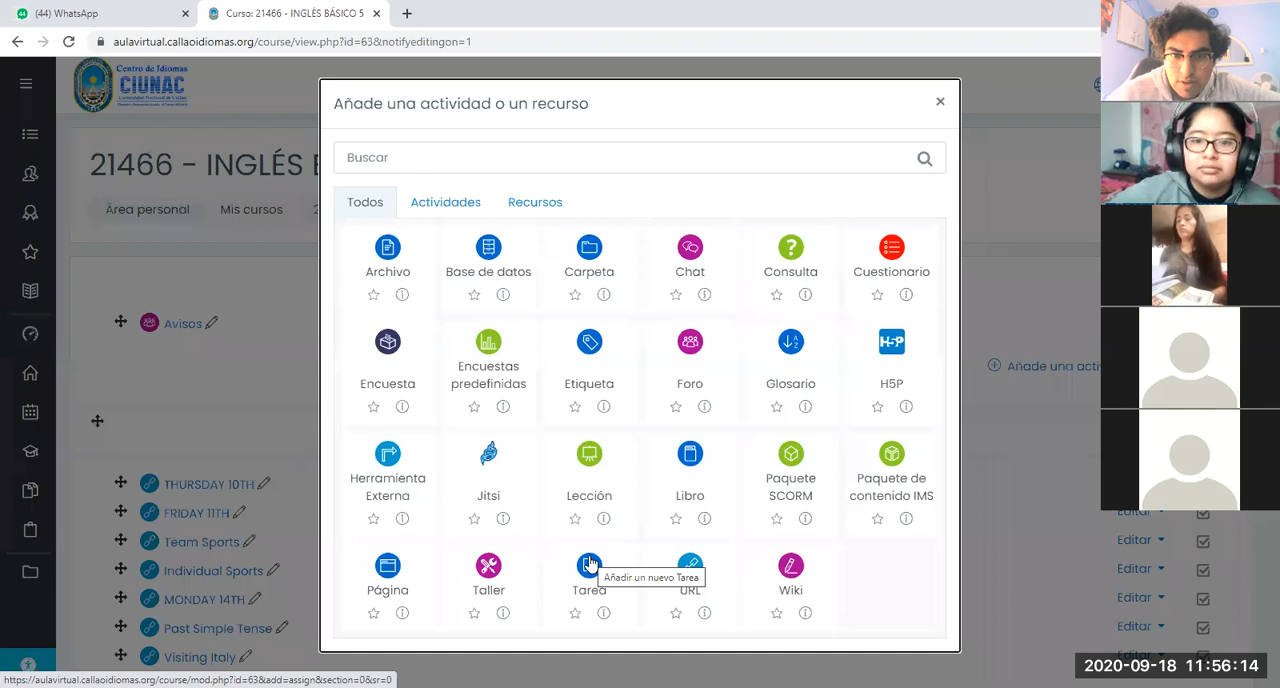 (44) WhatsApp
Curso: 21466 - INGLÉS BÁSICO 5
aulavirtual.callaoidiomas.org/course/view.php?id=63&notifyeditingon=1
Centro de Idiomas
CIUNAC
Añade una actividad o un recurso
21466 - INGLÉS
Buscar
Área personal
Mis cursos
Todos
Actividades
Recursos
Archivo
Base de datos
Carpeta
Chat
Consulta
Cuestionario
Avisos
Añade una activ
Encuesta
Encuestas
predefinidas
Etiqueta
Foro
Glosario
H5P
H5P
Herramienta
Externa
Jitsi
Lección
Libro
Paquete
SCORM
Paquete de
contenido IMS
Página
Taller
Tarea
URL
Wiki
Añadir un nuevo Tarea
THURSDAY 10TH
FRIDAY 11TH
Team Sports
Individual Sports
MONDAY 14TH
Past Simple Tense
Visiting Italy
Editar
Editar
Editar
Editar
Editar
https://aulavirtual.callaoidiomas.org/course/mod.php?id=63&add=assign&section=0&sr=0
2020-09-18 11:56:14